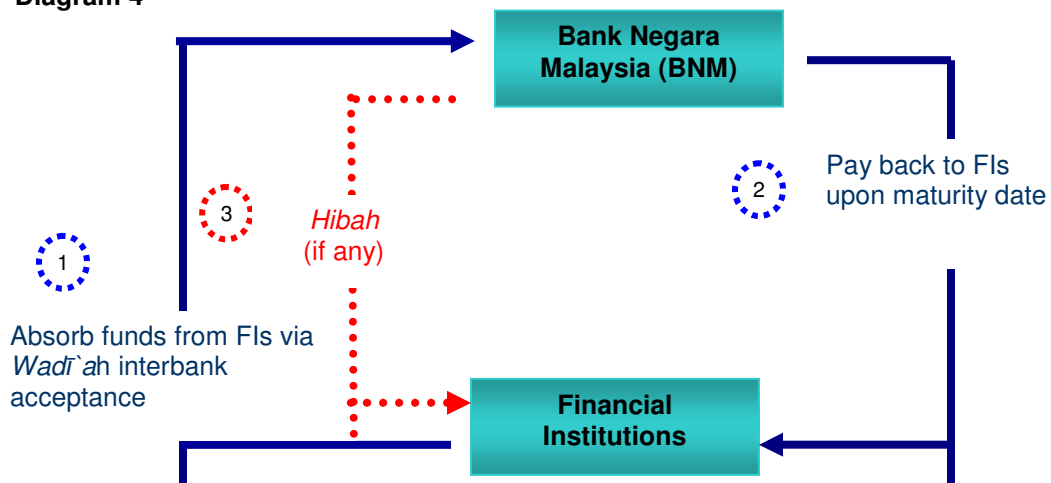 Diagram 4
Bank Negara
Malaysia (BNM)
Pay back to FIs
upon maturity date
2
3
Hibah
(if any)
1
Absorb funds from FIs via
Wadī`ah interbank
acceptance
Financial
Institutions